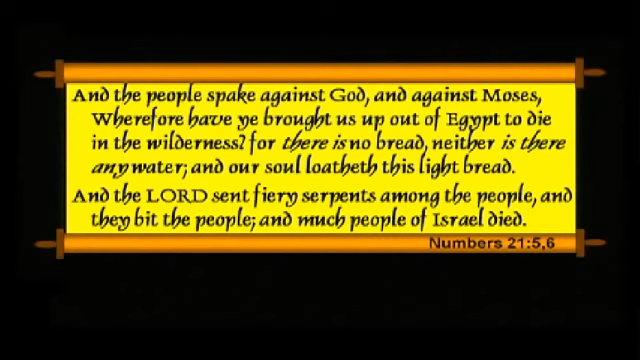 And the people spake against God, and against Moses,
Wherefore have ye brought us up out of Egypt to die
in the wilderness? for there is no bread, neither is there
any water; and our soul loatheth this light bread.
And the LORD sent fiery serpents among the people, and
they bit the people; and much people of Israel died.
Numbers 21:5,6